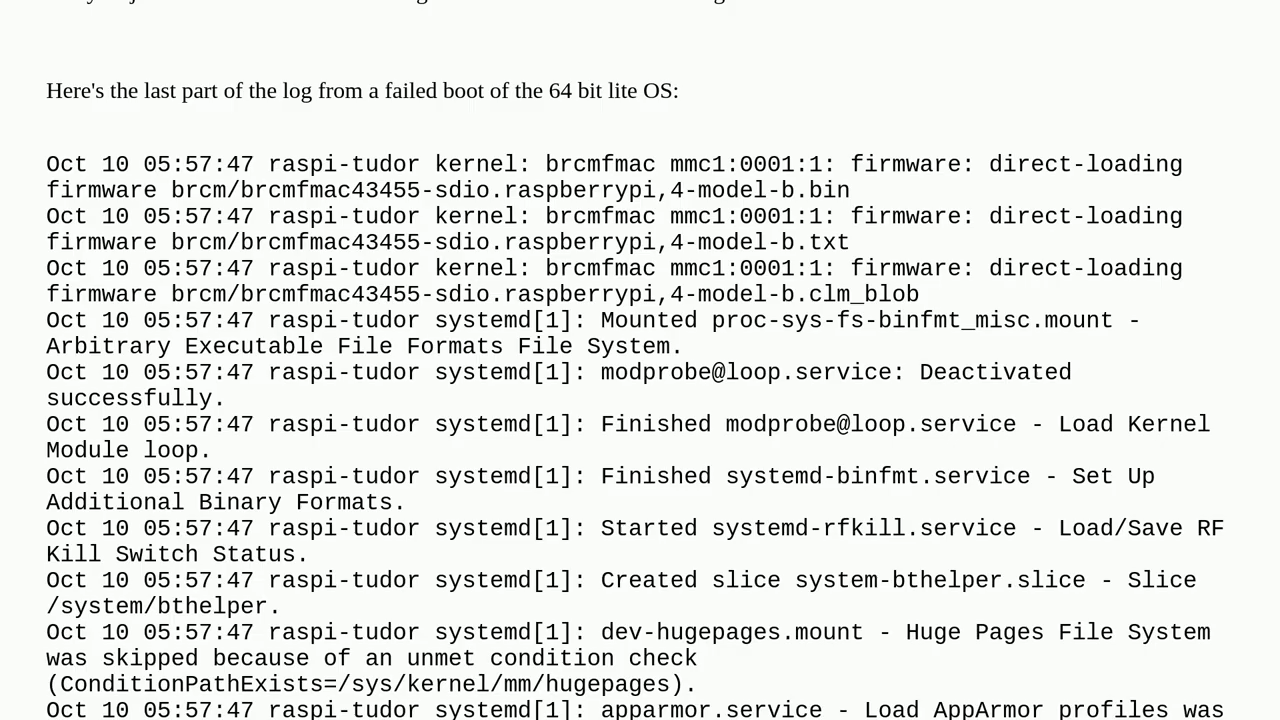 Here's the last part of the log from a failed boot of the 64 bit lite OS:
Oct 10 05:57:47 raspi-tudor kernel: brcmfmac mmc1:0001:1: firmware: direct-loading
firmware brcm/brcmfmac43455-sdio.raspberrypi,4-model-b.bin
Oct 10 05:57:47 raspi-tudor kernel: brcmfmac mmc1:0001:1: firmware: direct-loading
firmware brcm/brcmfmac43455-sdio.raspberrypi,4-model-b.txt
Oct 10 05:57:47 raspi-tudor kernel: brcmfmac mmc1:0001:1: firmware: direct-loading
firmware brcm/brcmfmac43455-sdio.raspberrypi,4-model-b.clm_blob
Oct 10 05:57:47 raspi-tudor systemd[1]: Mounted proc-sys-fs-binfmt_misc.mount -
Arbitrary Executable File Formats File System.
Oct 10 05:57:47 raspi-tudor systemd[1]: modprobe@loop.service: Deactivated
successfully.
Oct 10 05:57:47 raspi-tudor systemd[1]: Finished modprobe@loop.service - Load Kernel
Module loop.
Oct 10 05:57:47 raspi-tudor systemd[1]: Finished systemd-binfmt.service - Set Up
Additional Binary Formats.
Oct 10 05:57:47 raspi-tudor systemd[1]: Started systemd-rfkill.service - Load/Save RF
Kill Switch Status.
Oct 10 05:57:47 raspi-tudor systemd[1]: Created slice system-bthelper.slice - Slice
/system/bthelper.
Oct 10 05:57:47 raspi-tudor systemd[1]: dev-hugepages.mount - Huge Pages File System
was skipped because of an unmet condition check
(ConditionPathExists=/sys/kernel/mm/hugepages).
Oct 10 05:57:47 raspi-tudor systemd[1]: apparmor.service - Load AppArmor profiles was